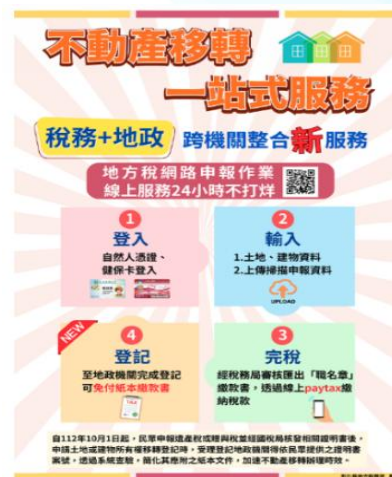 不動產移轉
一站式服務
稅務+地政 跨機關整合新服務
地方稅網路申報作業
線上服務24小時不打烊
1
登入
自然人憑證、
健保卡登入
2
輸入
1.土地、建物資料
2.上傳掃描申報資料
UPLOAD
NEW
4
登記
至地政機關完成登記
可免付紙本繳款書
3
完稅
經稅務局審核匯出「職名章」
繳款書，透過線上paytax繳
納稅款
自112年10月1日起，民眾申報遺產稅或贈與稅並經國稅局核發相關證明書後，
申請土地或建物所有權移轉登記時，受理登記地政機關得依民眾提供之證明書
案號，透過系統查驗，簡化其應附之紙本文件，加速不動產移轉辦理時效。